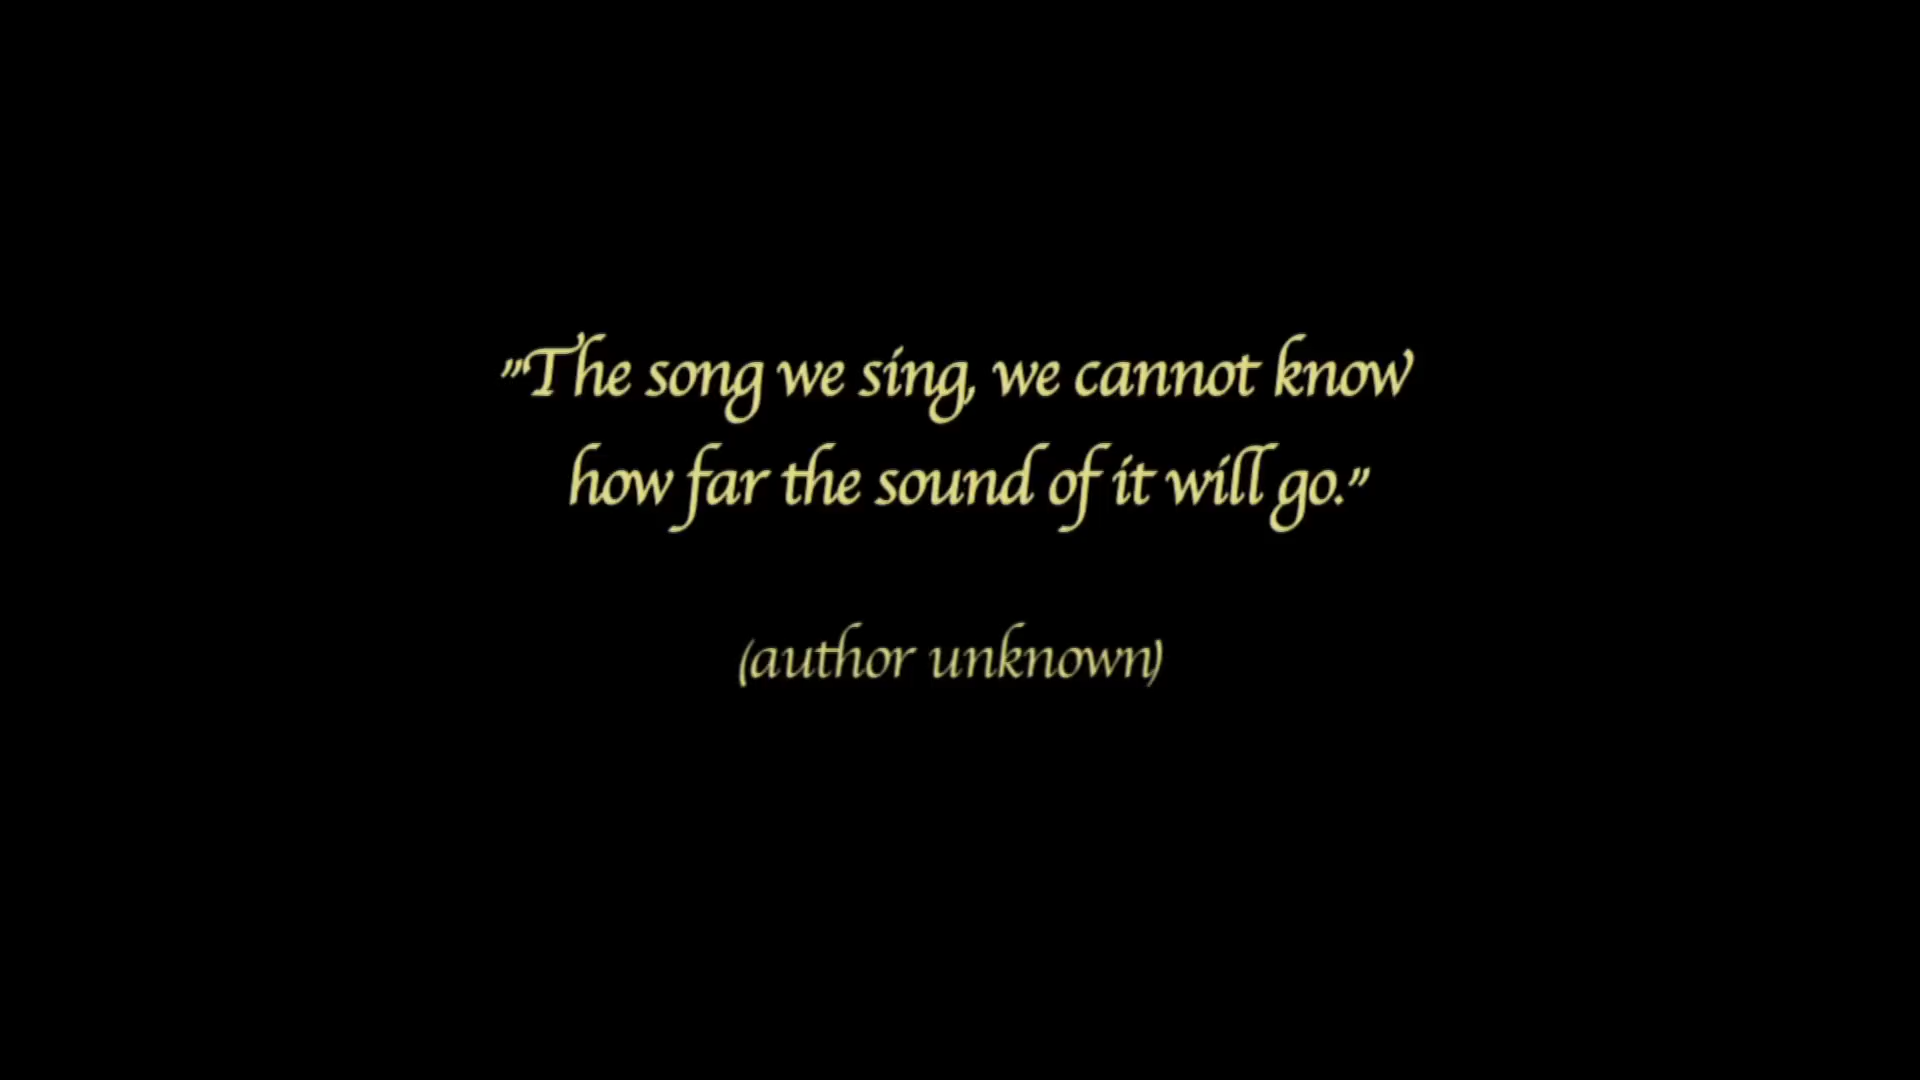 "The song we sing, we cannot know
how far the sound of it will go."
(author unknown)